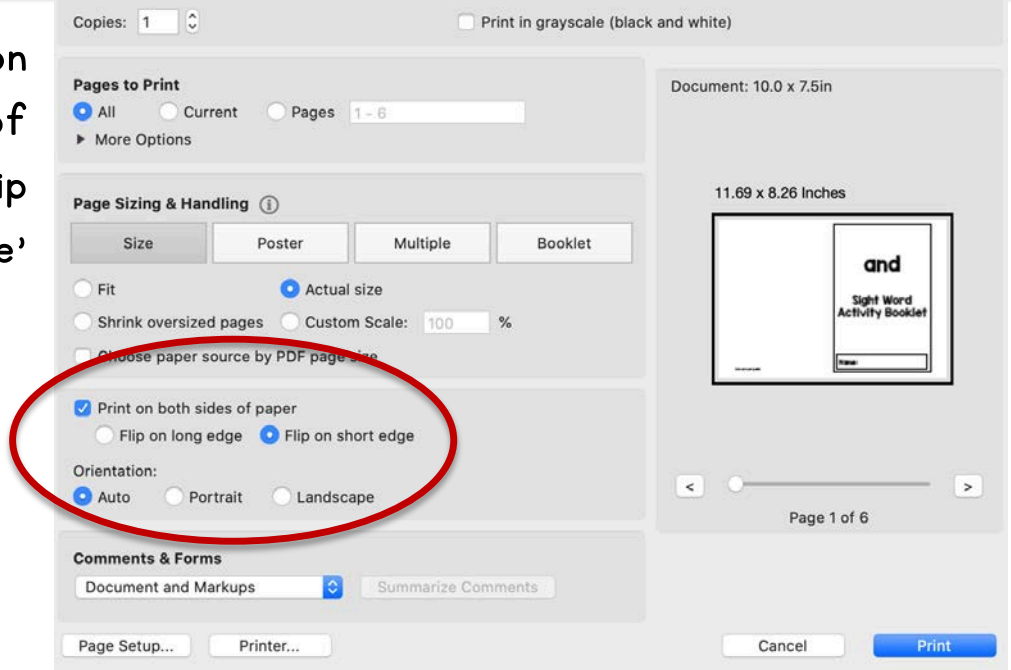 Copies: 1 Print in grayscale (black and white)
on
of
ip
e’
Pages to Print
All Current Pages 1 - 6
More Options
Page Sizing & Handling
Size Poster Multiple Booklet
Fit Actual size
Shrink oversized pages Custom Scale: 100 %
Choose paper source by PDF page size
Print on both sides of paper
Flip on long edge Flip on short edge
Orientation:
Auto Portrait Landscape
Comments & Forms
Document and Markups Summarize Comments
Page Setup... Printer...
Document: 10.0 x 7.5in
11.69 x 8.26 Inches
and
Sight Word
Activity Booklet
Name:
< >
Page 1 of 6
Cancel Print